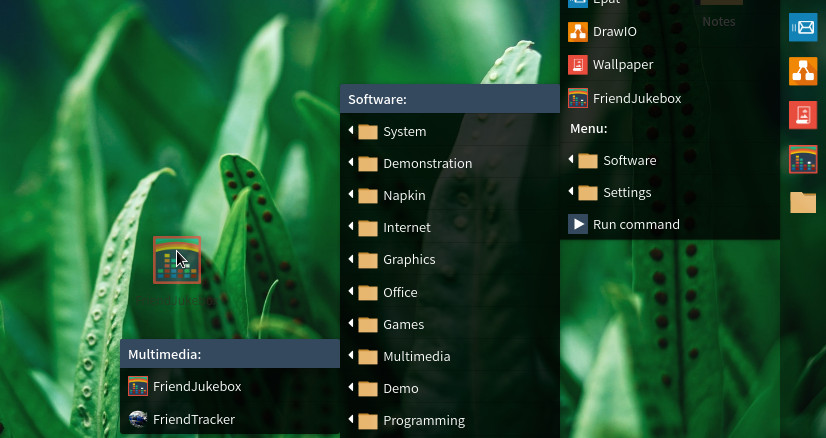 Eput
DrawIO
Wallpaper
FriendJukebox
Menu:
Software
Settings
Run command
Notes
Software:
System
Demonstration
Napkin
Internet
Graphics
Office
Games
Multimedia
Demo
Programming
Multimedia:
FriendJukebox
FriendTracker